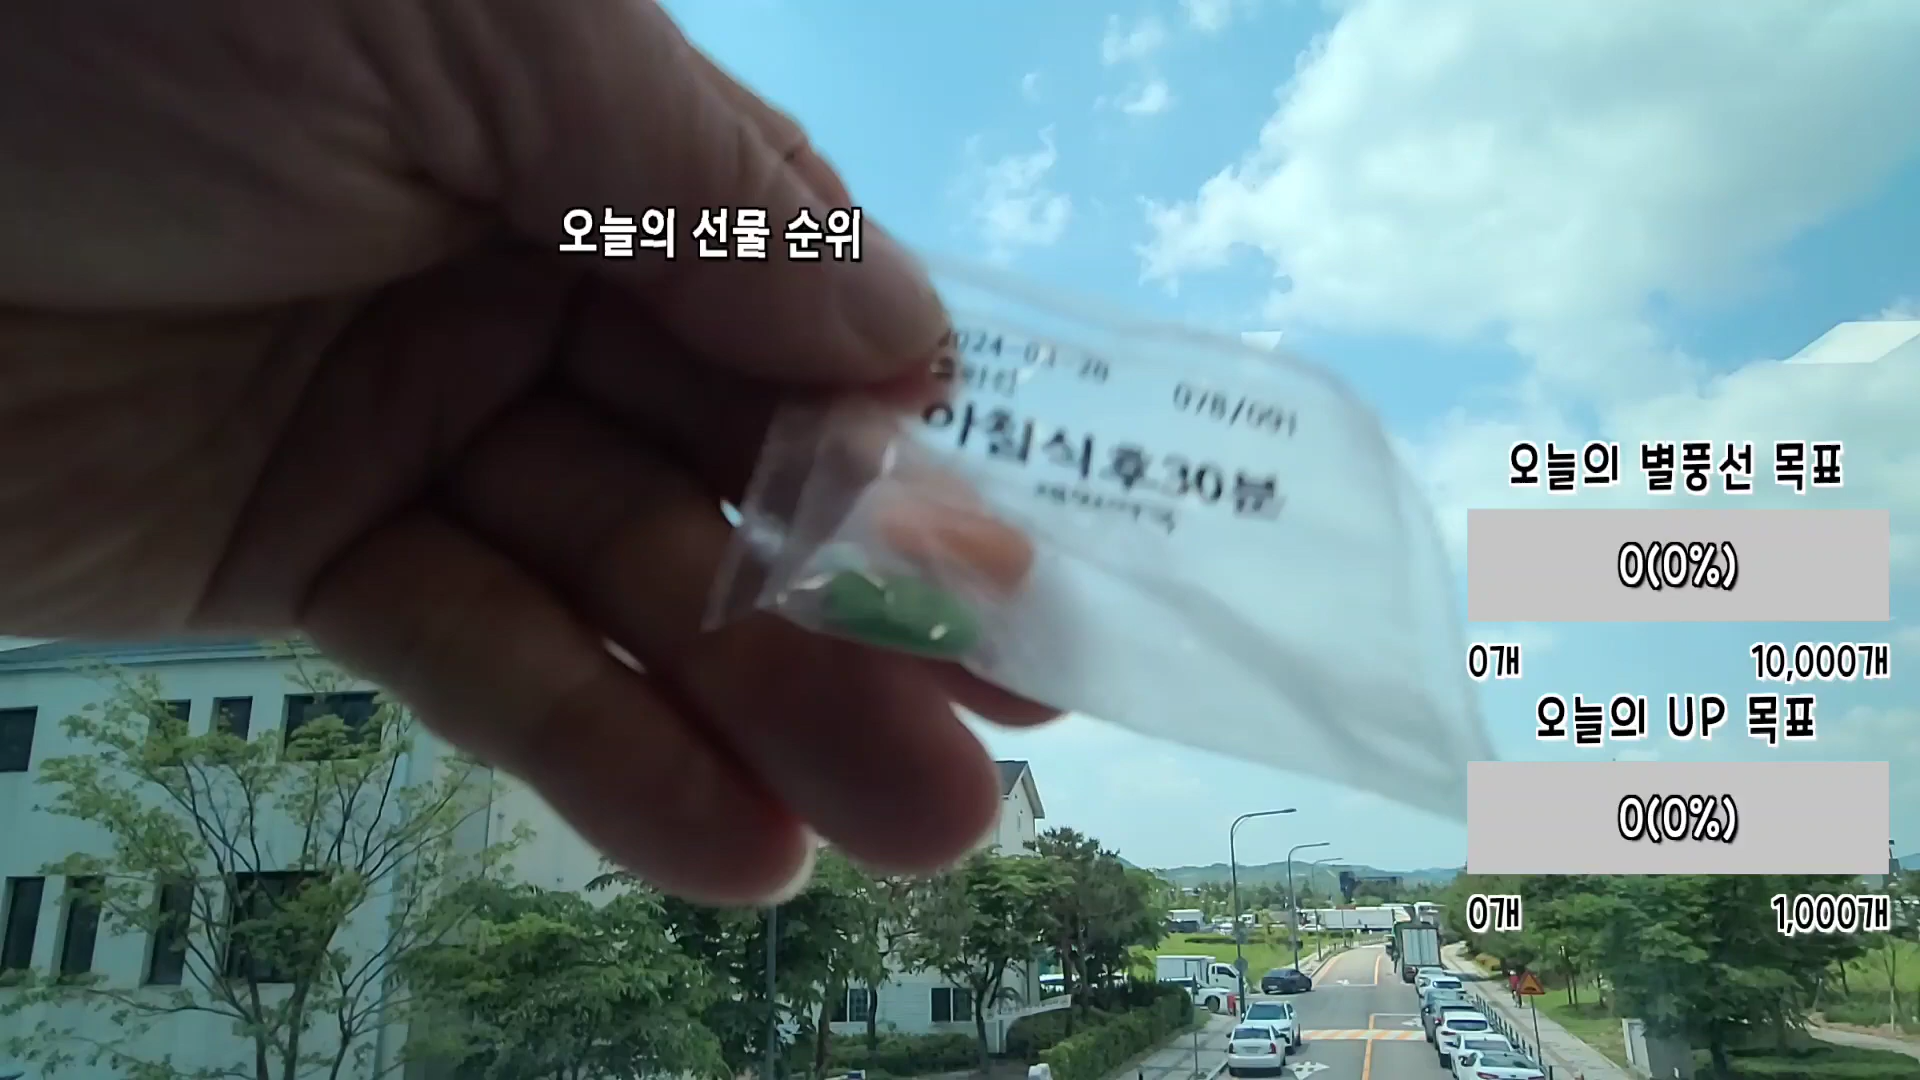 오늘의 선물 순위
078/091
아침식후30분
오늘의 별풍선 목표
0(0%)
0개
10,000개
오늘의 UP 목표
0(0%)
0개
1,000개